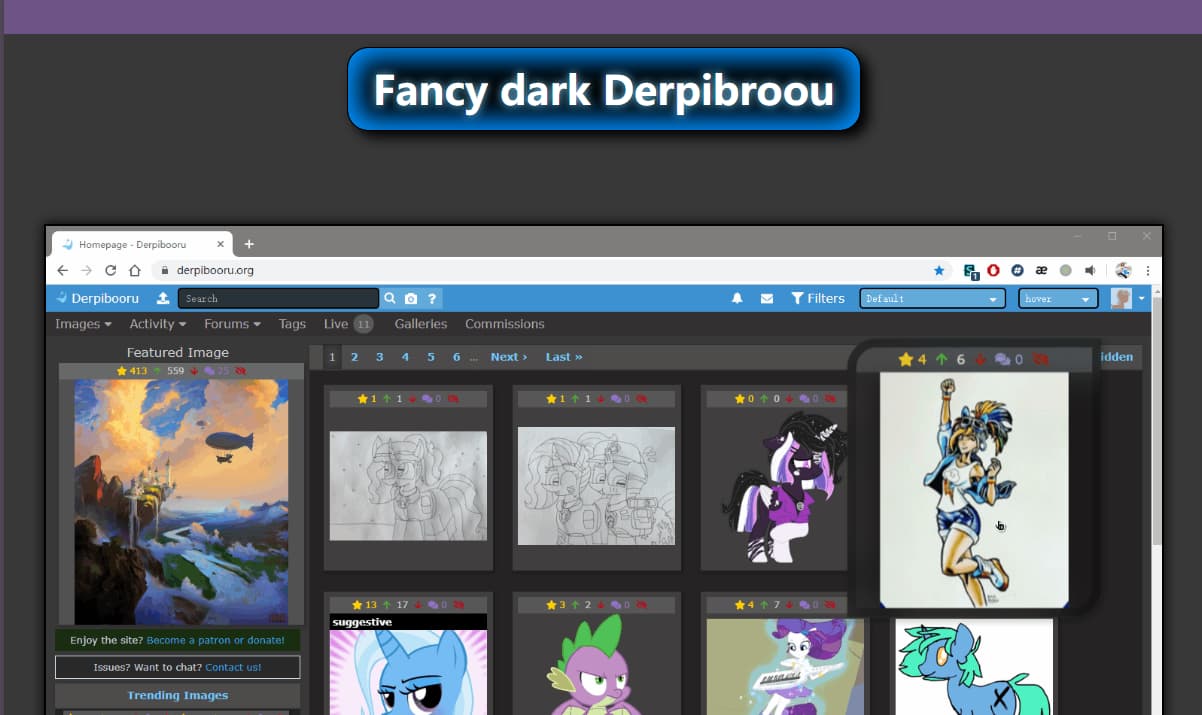 Fancy dark Derpibroou
Homepage - Derpibooru
derpibooru.org
Derpibooru Search ? Filters Default hover
Images Activity Forums Tags Live 11 Galleries Commissions
Featured Image
1 2 3 4 5 6 … Next › Last » idden
413 559 25
1 1 0
1 1 0
0 0 0
4 6 0
13 17 0
3 2 0
4 7 0
suggestive
Enjoy the site? Become a patron or donate!
Issues? Want to chat? Contact us!
Trending Images